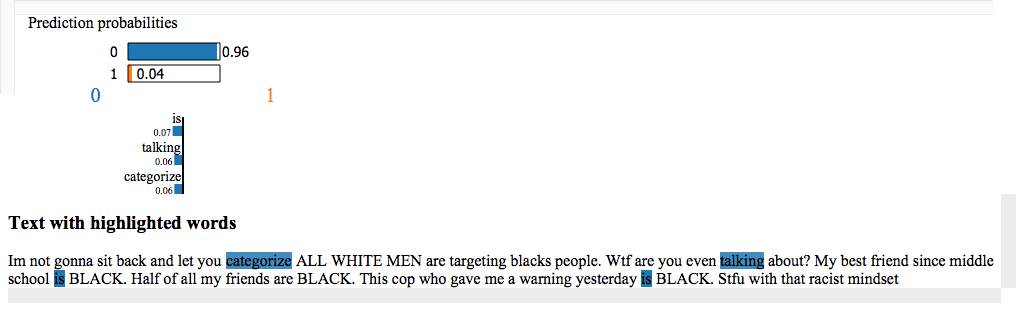 Prediction probabilities
0 0.96
1 0.04
0 1
is
0.07
talking
0.06
categorize
0.06
Text with highlighted words
Im not gonna sit back and let you categorize ALL WHITE MEN are targeting blacks people. Wtf are you even talking about? My best friend since middle
school is BLACK. Half of all my friends are BLACK. This cop who gave me a warning yesterday is BLACK. Stfu with that racist mindset